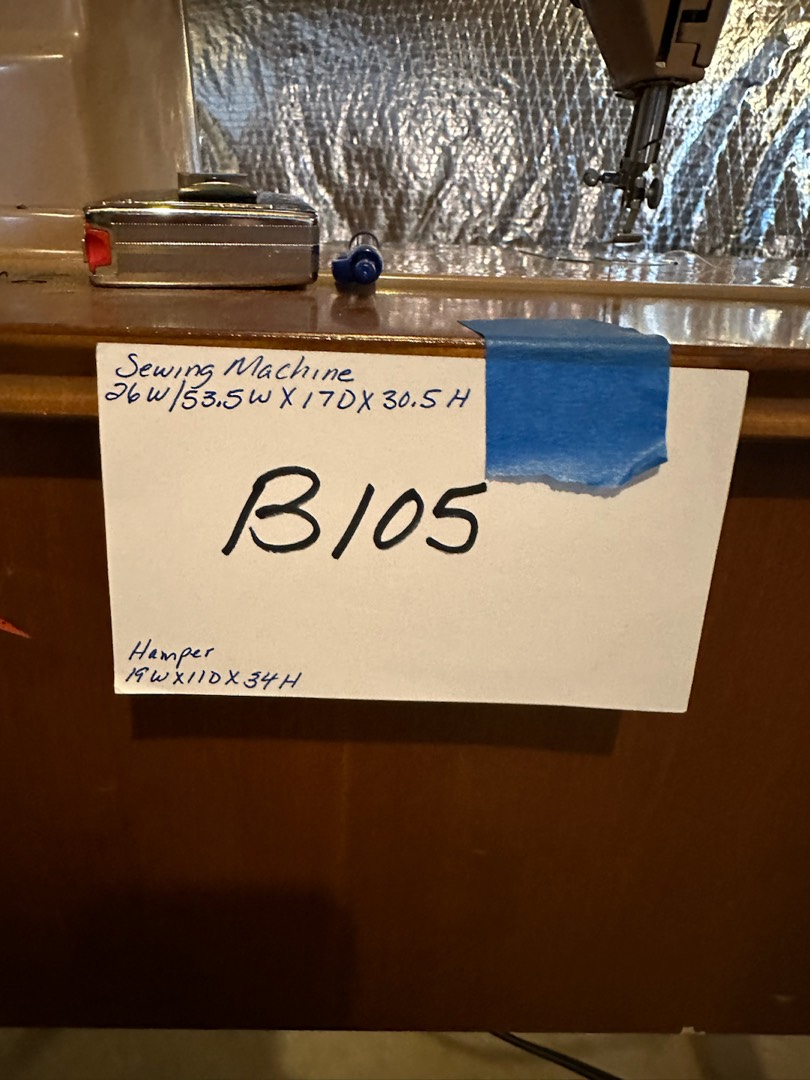 Sewing Machine
26W/53.5W X 17D X 30.5H
B105
Hamper
19W X 11D X 34H